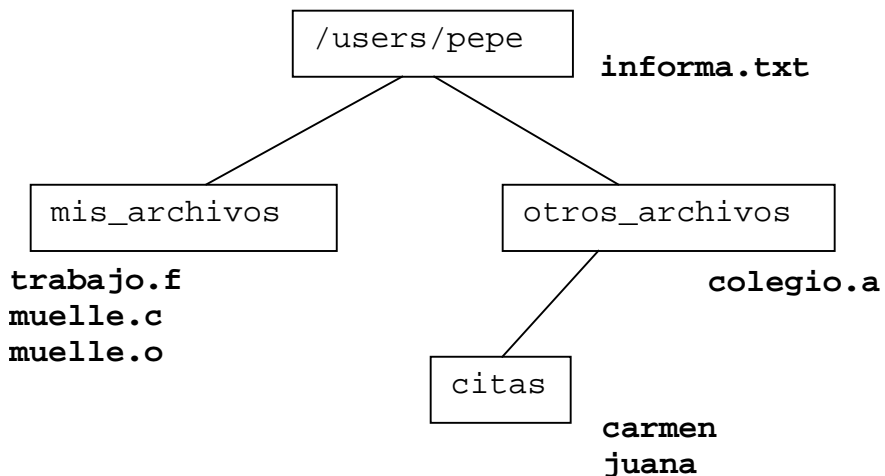 /users/pepe
informa.txt
mis_archivos
otros_archivos
trabajo.f
muelle.c
muelle.o
colegio.a
citas
carmen
juana